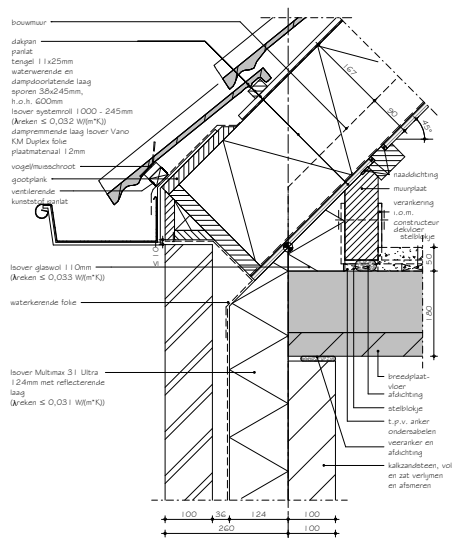 bouwmuur
dakpan
panlat
tengel 11x25mm
waterwerende en
dampdoorlatende laag
sporen 38x245mm,
h.o.h. 600mm
Isover systemroll 1000 - 245mm
(λreken ≤ 0,032 W/(m*K))
dampremmende laag Isover Vario
KM Duplex folie
plaatmateriaal 12mm
vogel/muisschroot
gootplank
ventilerende
kunststof panlat
Isover glaswol 110mm
(λreken ≤ 0,033 W/(m*K))
waterkerende folie
Isover Multimax 31 Ultra
124mm met reflecterende
laag
(λreken ≤ 0,031 W/(m*K))
167
90
45°
naaddichting
muurplaat
verankering
i.o.m.
constructeur
dekvloer
stelblokje
50
180
breedplaat-
vloer
afdichting
stelblokje
t.p.v. anker
ondersabelen
veeranker en
afdichting
kalkzandsteen, vol
en zat verlijmen
en afsmeren
100 36 124 100
260 100